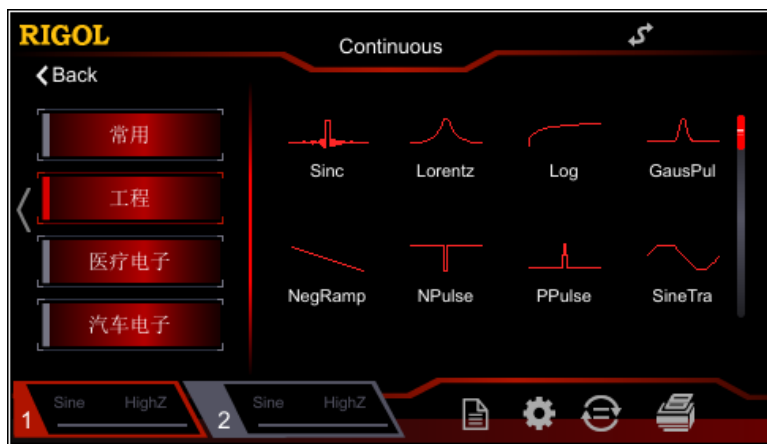 RIGOL
Continuous
Back
常用
工程
医疗电子
汽车电子
Sinc Lorentz Log GausPul
NegRamp NPulse PPulse SineTra
1 Sine HighZ 2 Sine HighZ